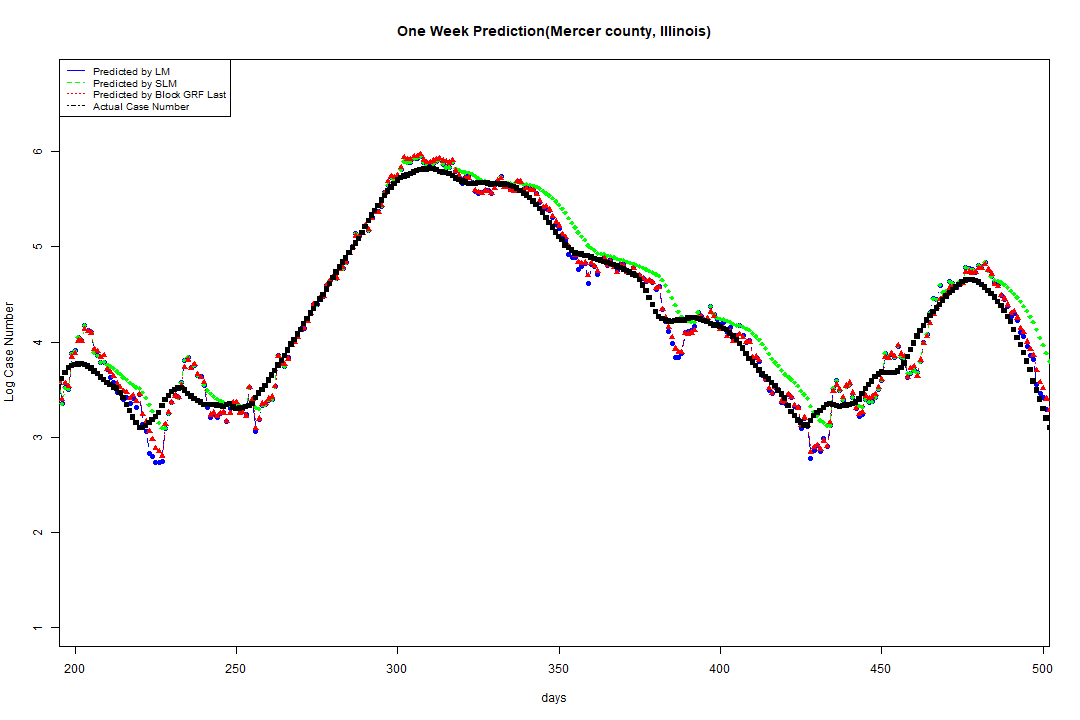 One Week Prediction(Mercer county, Illinois)
Predicted by LM
Predicted by SLM
Predicted by Block GRF Last
Actual Case Number
Log Case Number
6
5
4
3
2
1
200 250 300 350 400 450 500
days